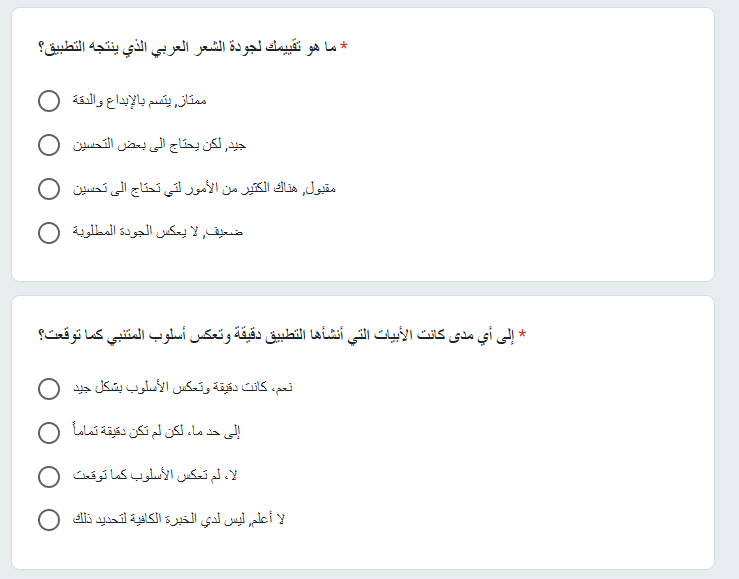 * ما هو تقييمك لجودة الشعر العربي الذي ينتجه التطبيق؟
ممتاز, يتسم بالإبداع والدقة
جيد, لكن يحتاج الى بعض التحسين
مقبول, هناك الكثير من الأمور لتي تحتاج الى تحسين
ضعيف, لا يعكس الجودة المطلوبة
* إلى أي مدى كانت الأبيات التي أنشأها التطبيق دقيقة وتعكس أسلوب المتنبي كما توقعت؟
نعم، كانت دقيقة وتعكس الأسلوب بشكل جيد
إلى حد ما، لكن لم تكن دقيقة تماماً
لا، لم تعكس الأسلوب كما توقعت
لا أعلم, ليس لدي الخبرة الكافية لتحديد ذلك